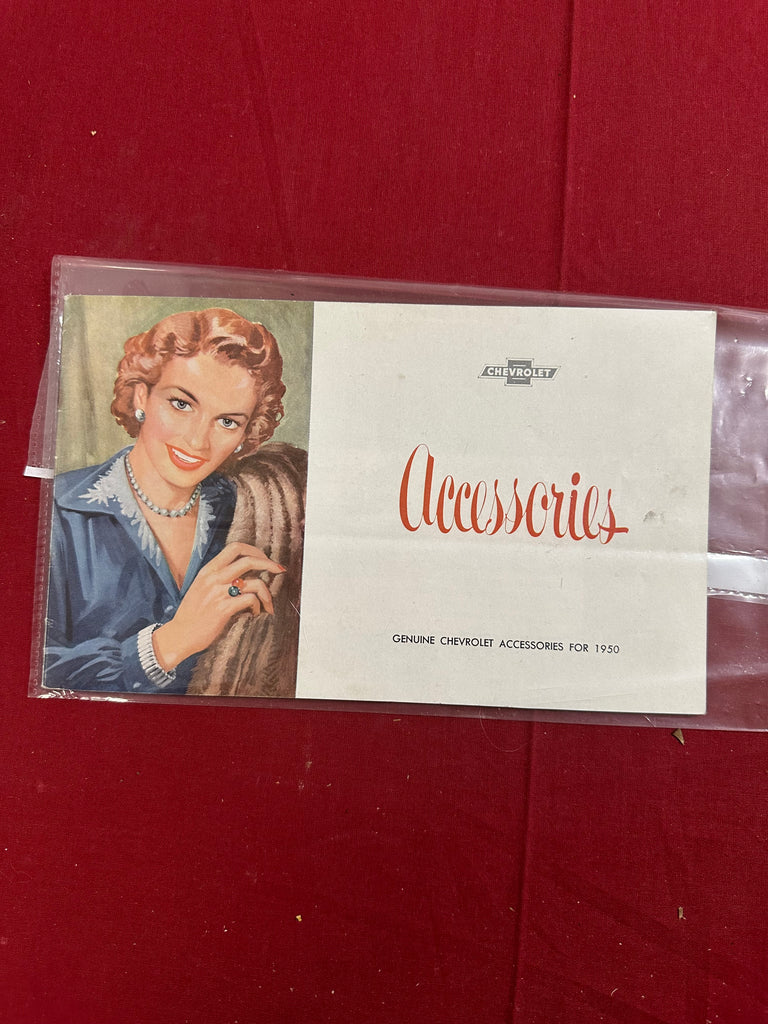 CHEVROLET
Accessories
GENUINE CHEVROLET ACCESSORIES FOR 1950